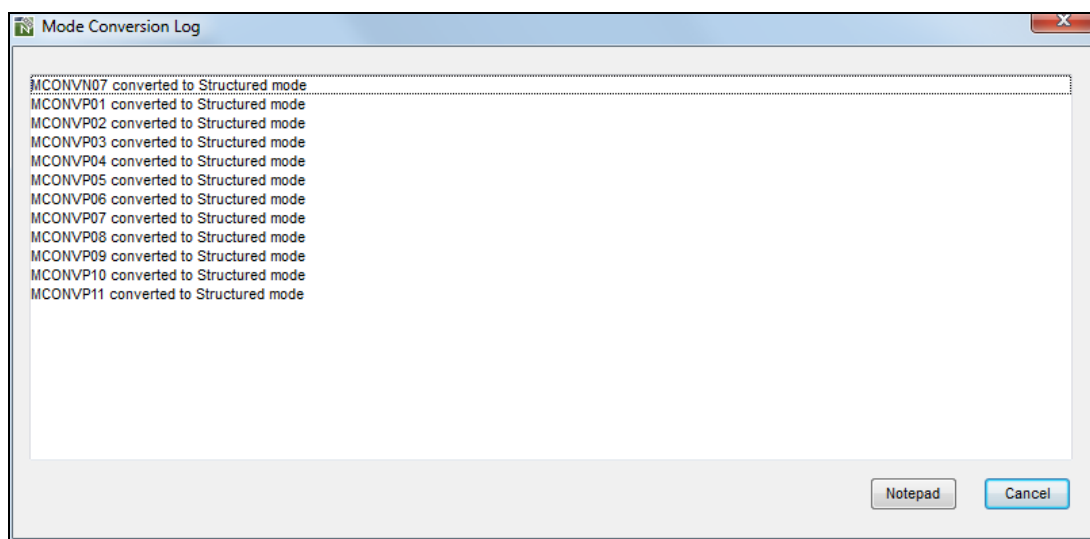 Mode Conversion Log
MCONVN07 converted to Structured mode
MCONVP01 converted to Structured mode
MCONVP02 converted to Structured mode
MCONVP03 converted to Structured mode
MCONVP04 converted to Structured mode
MCONVP05 converted to Structured mode
MCONVP06 converted to Structured mode
MCONVP07 converted to Structured mode
MCONVP08 converted to Structured mode
MCONVP09 converted to Structured mode
MCONVP10 converted to Structured mode
MCONVP11 converted to Structured mode
Notepad Cancel